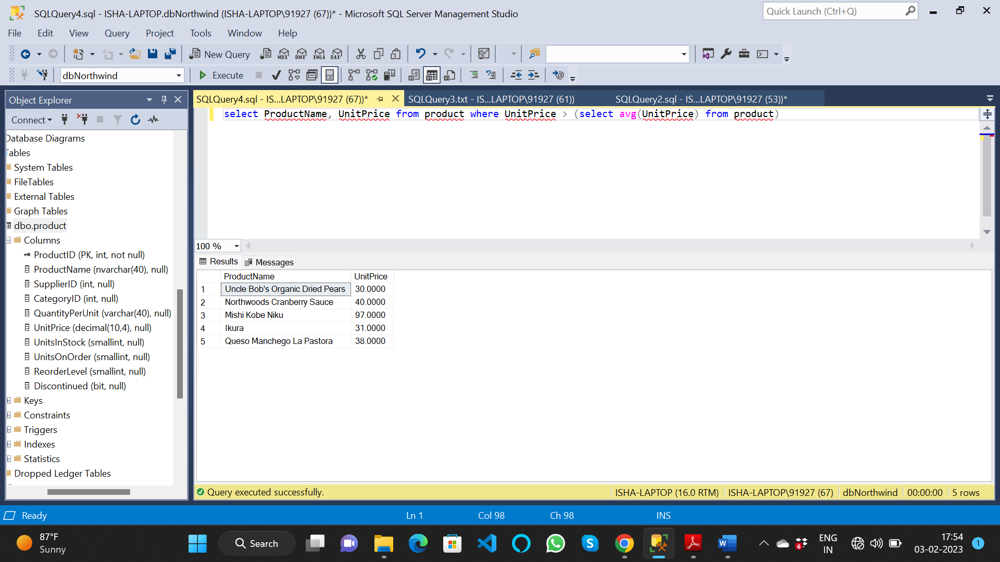 SQLQuery4.sql - ISHA-LAPTOP.dbNorthwind (ISHA-LAPTOP\91927 (67))* - Microsoft SQL Server Management Studio
Quick Launch (Ctrl+Q)
File Edit View Query Project Tools Window Help
New Query MDX DMX XMLA DAX
dbNorthwind Execute
Object Explorer
Connect
Database Diagrams
Tables
System Tables
FileTables
External Tables
Graph Tables
dbo.product
Columns
ProductID (PK, int, not null)
ProductName (nvarchar(40), null)
SupplierID (int, null)
CategoryID (int, null)
QuantityPerUnit (varchar(40), null)
UnitPrice (decimal(10,4), null)
UnitsInStock (smallint, null)
UnitsOnOrder (smallint, null)
ReorderLevel (smallint, null)
Discontinued (bit, null)
Keys
Constraints
Triggers
Indexes
Statistics
Dropped Ledger Tables
SQLQuery4.sql - IS...LAPTOP\91927 (67))* SQLQuery3.txt - IS...LAPTOP\91927 (61)) SQLQuery2.sql - IS...LAPTOP\91927 (53))*
select ProductName, UnitPrice from product where UnitPrice > (select avg(UnitPrice) from product)
100 %
Results Messages
ProductName UnitPrice
1 Uncle Bob's Organic Dried Pears 30.0000
2 Northwoods Cranberry Sauce 40.0000
3 Mishi Kobe Niku 97.0000
4 Ikura 31.0000
5 Queso Manchego La Pastora 38.0000
Query executed successfully. ISHA-LAPTOP (16.0 RTM) ISHA-LAPTOP\91927 (67) dbNorthwind 00:00:00 5 rows
Ready Ln 1 Col 98 Ch 98 INS
87°F
Sunny
Search
6
ENG
IN
17:54
03-02-2023
1